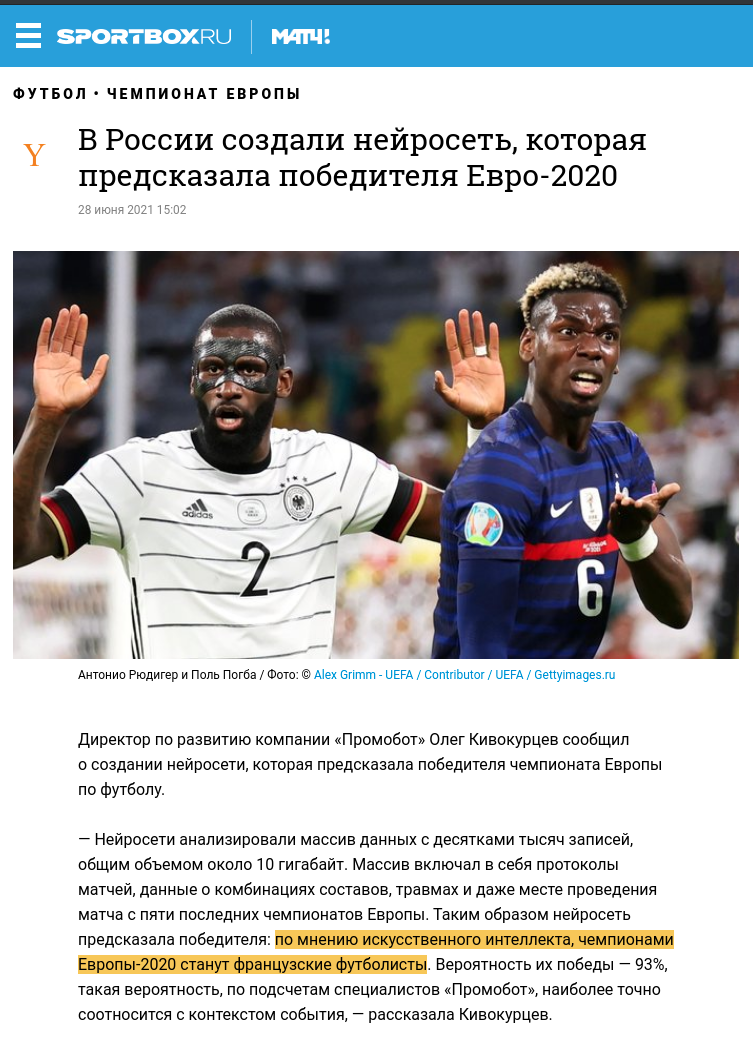 SPORTBOXRU МАТЧ!
ФУТБОЛ • ЧЕМПИОНАТ ЕВРОПЫ
Y
В России создали нейросеть, которая
предсказала победителя Евро-2020
28 июня 2021 15:02
adidas
2
6
Антонио Рюдигер и Поль Погба / Фото: © Alex Grimm - UEFA / Contributor / UEFA / Gettyimages.ru
Директор по развитию компании «Промобот» Олег Кивокурцев сообщил
о создании нейросети, которая предсказала победителя чемпионата Европы
по футболу.
— Нейросети анализировали массив данных с десятками тысяч записей,
общим объемом около 10 гигабайт. Массив включал в себя протоколы
матчей, данные о комбинациях составов, травмах и даже месте проведения
матча с пяти последних чемпионатов Европы. Таким образом нейросеть
предсказала победителя: по мнению искусственного интеллекта, чемпионами
Европы-2020 станут французские футболисты. Вероятность их победы — 93%,
такая вероятность, по подсчетам специалистов «Промобот», наиболее точно
соотносится с контекстом события, — рассказала Кивокурцев.